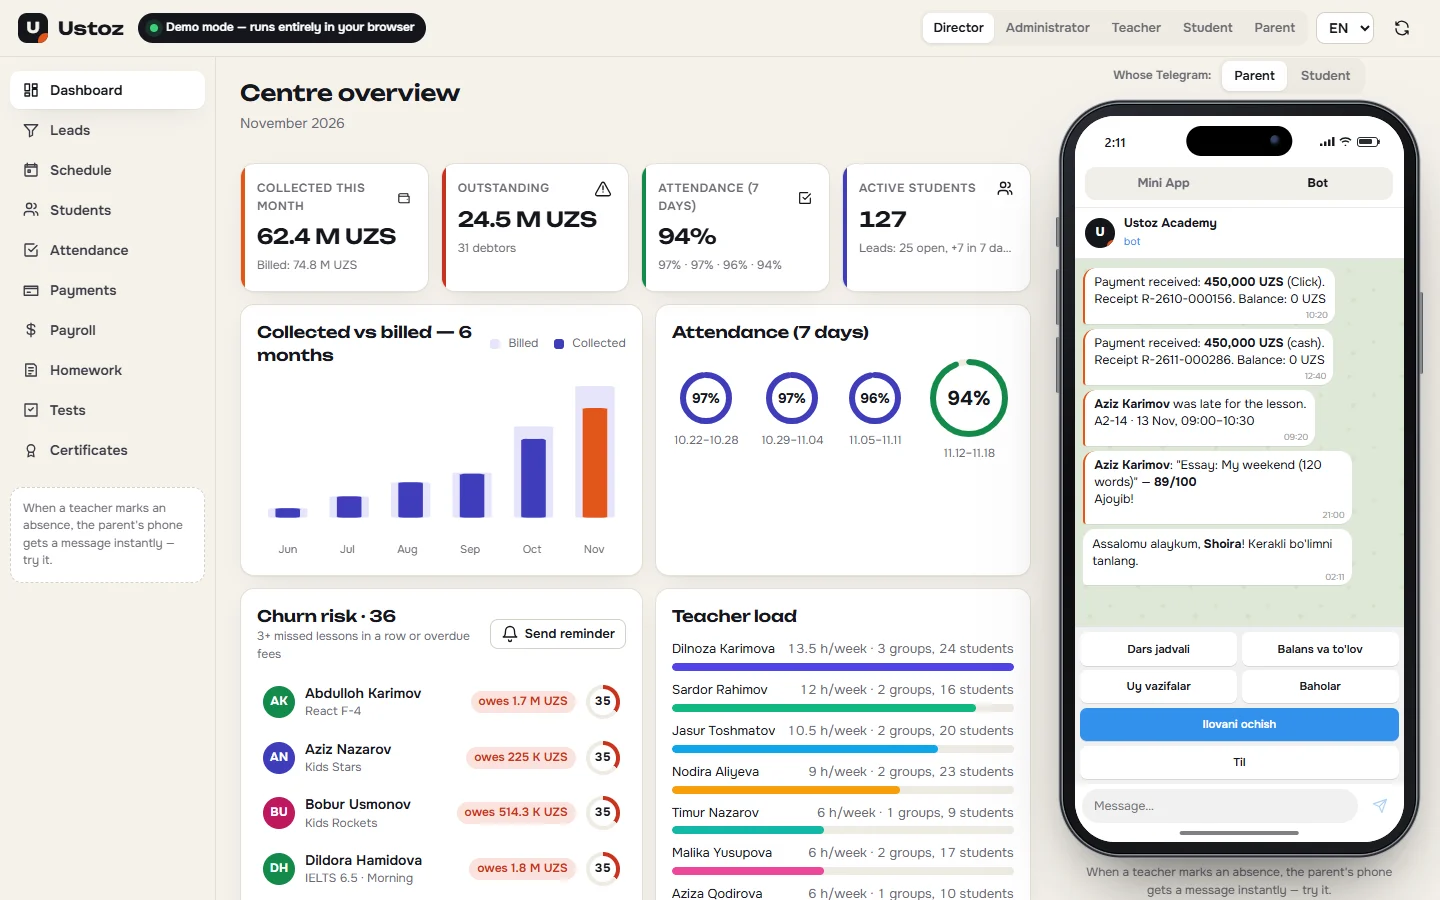 U Ustoz
Demo mode — runs entirely in your browser
Director Administrator Teacher Student Parent EN
Dashboard
Leads
Schedule
Students
Attendance
Payments
Payroll
Homework
Tests
Certificates
When a teacher marks an
absence, the parent's phone
gets a message instantly —
try it.
Centre overview
November 2026
COLLECTED THIS
MONTH
62.4 M UZS
Billed: 74.8 M UZS
OUTSTANDING
24.5 M UZS
31 debtors
ATTENDANCE (7
DAYS)
94%
97% · 97% · 96% · 94%
ACTIVE STUDENTS
127
Leads: 25 open, +7 in 7 da...
Collected vs billed — 6
months
Billed Collected
Jun Jul Aug Sep Oct Nov
Attendance (7 days)
97% 97% 96% 94%
10.22–10.28 10.29–11.04 11.05–11.11 11.12–11.18
Churn risk · 36
3+ missed lessons in a row or overdue
fees
Send reminder
AK Abdulloh Karimov owes 1.7 M UZS 35
React F-4
AN Aziz Nazarov owes 225 K UZS 35
Kids Stars
BU Bobur Usmonov owes 514.3 K UZS 35
Kids Rockets
DH Dildora Hamidova owes 1.8 M UZS 35
IELTS 6.5 · Morning
Teacher load
Dilnoza Karimova 13.5 h/week · 3 groups, 24 students
Sardor Rahimov 12 h/week · 2 groups, 16 students
Jasur Toshmatov 10.5 h/week · 2 groups, 20 students
Nodira Aliyeva 9 h/week · 2 groups, 23 students
Timur Nazarov 6 h/week · 1 groups, 9 students
Malika Yusupova 6 h/week · 2 groups, 17 students
Aziza Qodirova 6 h/week · 1 groups, 10 students
Whose Telegram: Parent Student
2:11
Mini App Bot
U Ustoz Academy
bot
Payment received: 450,000 UZS (Click).
Receipt R-2610-000156. Balance: 0 UZS
10:20
Payment received: 450,000 UZS (cash).
Receipt R-2611-000286. Balance: 0 UZS
12:40
Aziz Karimov was late for the lesson.
A2-14 · 13 Nov, 09:00–10:30
09:20
Aziz Karimov: "Essay: My weekend (120
words)" — 89/100
Ajoyib!
21:00
Assalomu alaykum, Shoira! Kerakli bo'limni
tanlang.
02:11
Dars jadvali Balans va to'lov
Uy vazifalar Baholar
Ilovani ochish
Til
Message...
When a teacher marks an absence, the parent's phone
gets a message instantly — try it.